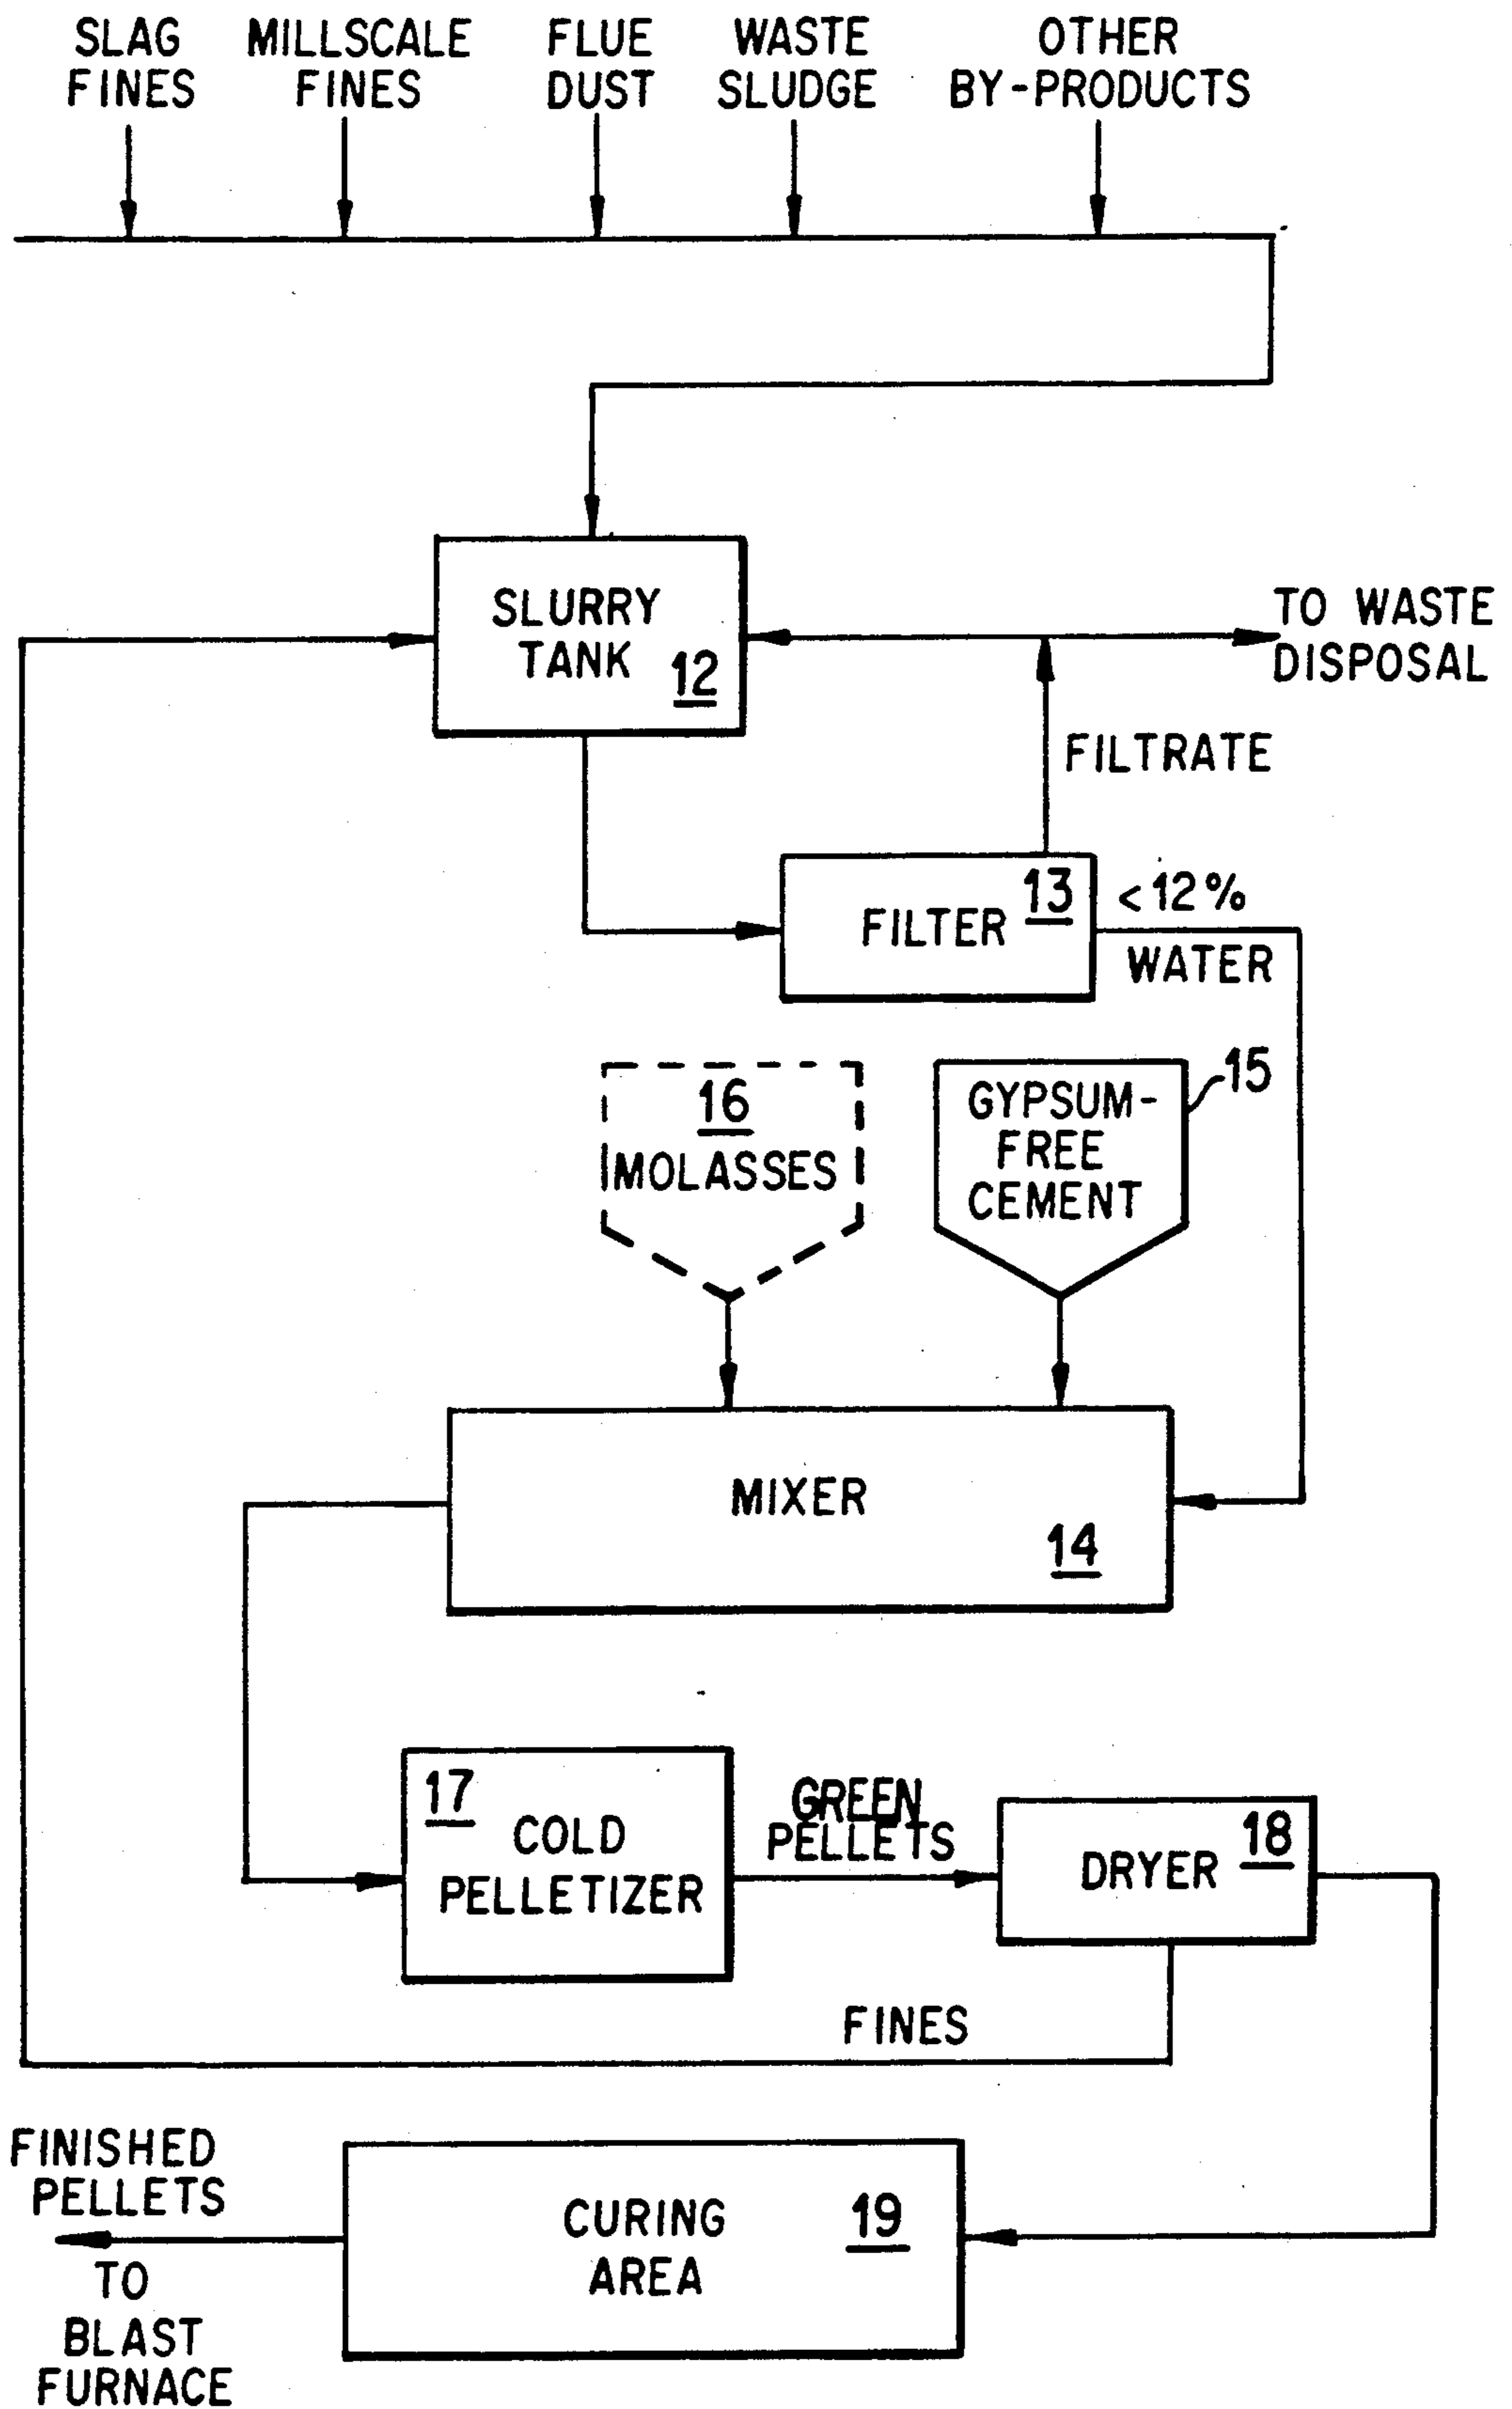 SLAG
FINES
MILLSCALE
FINES
FLUE
DUST
WASTE
SLUDGE
OTHER
BY-PRODUCTS
SLURRY
TANK
12
TO WASTE
DISPOSAL
FILTRATE
13
FILTER
<12%
WATER
16
MOLASSES
GYPSUM-
FREE
CEMENT
15
MIXER
14
17
COLD
PELLETIZER
GREEN
PELLETS
18
DRYER
FINES
FINISHED
PELLETS
TO
BLAST
FURNACE
CURING
AREA
19